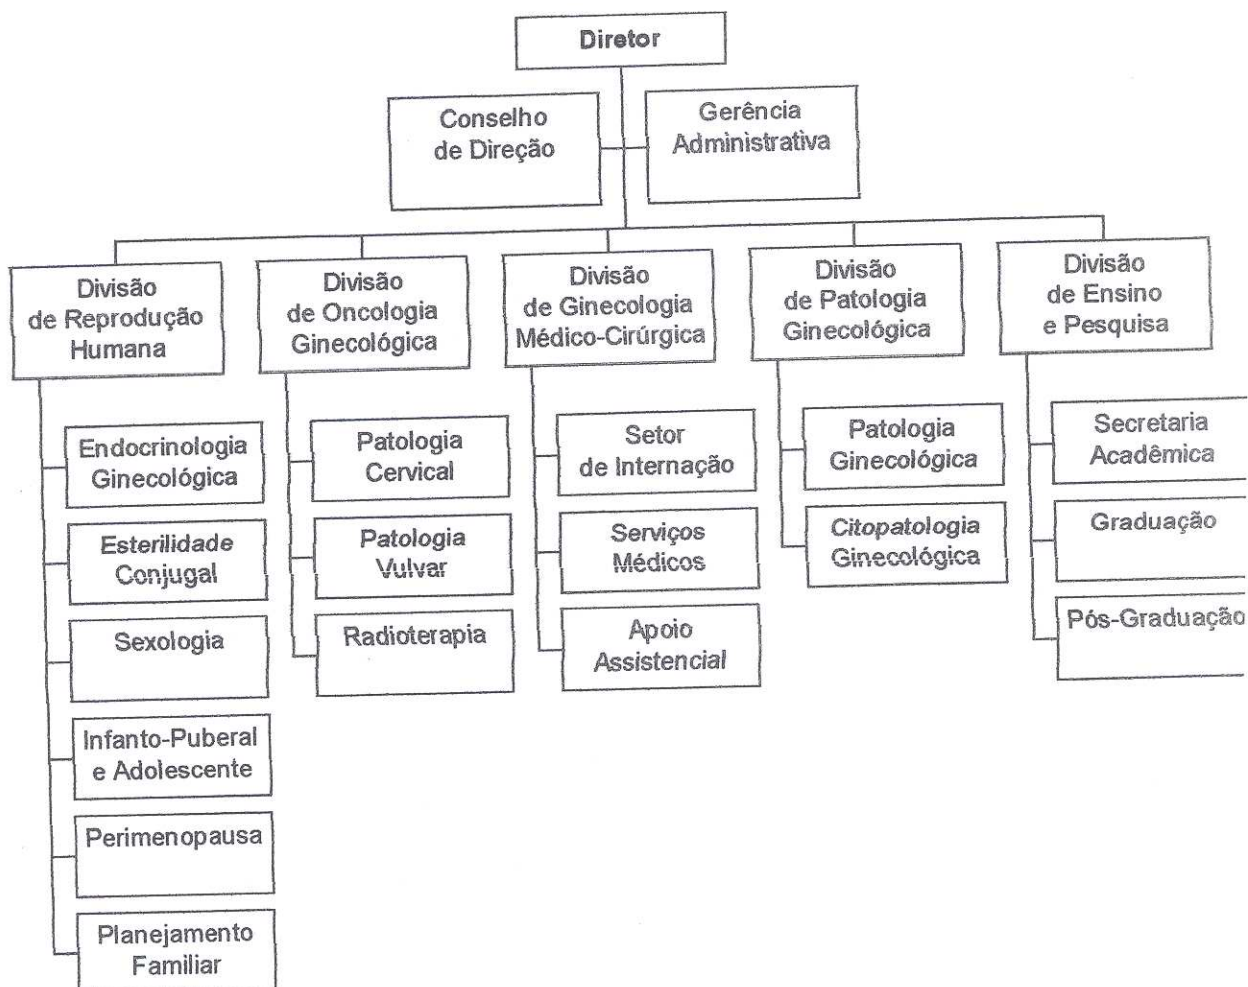 Diretor
Conselho
de Direção
Gerência
Administrativa
Divisão
de Reprodução
Humana
Divisão
de Oncologia
Ginecológica
Divisão
de Ginecologia
Médico-Cirúrgica
Divisão
de Patologia
Ginecológica
Divisão
de Ensino
e Pesquisa
Endocrinologia
Ginecológica
Esterilidade
Conjugal
Sexologia
Infanto-Puberal
e Adolescente
Perimenopausa
Planejamento
Familiar
Patologia
Cervical
Patologia
Vulvar
Radioterapia
Setor
de Internação
Serviços
Médicos
Apoio
Assistencial
Patologia
Ginecológica
Citopatologia
Ginecológica
Secretaria
Acadêmica
Graduação
Pós-Graduação